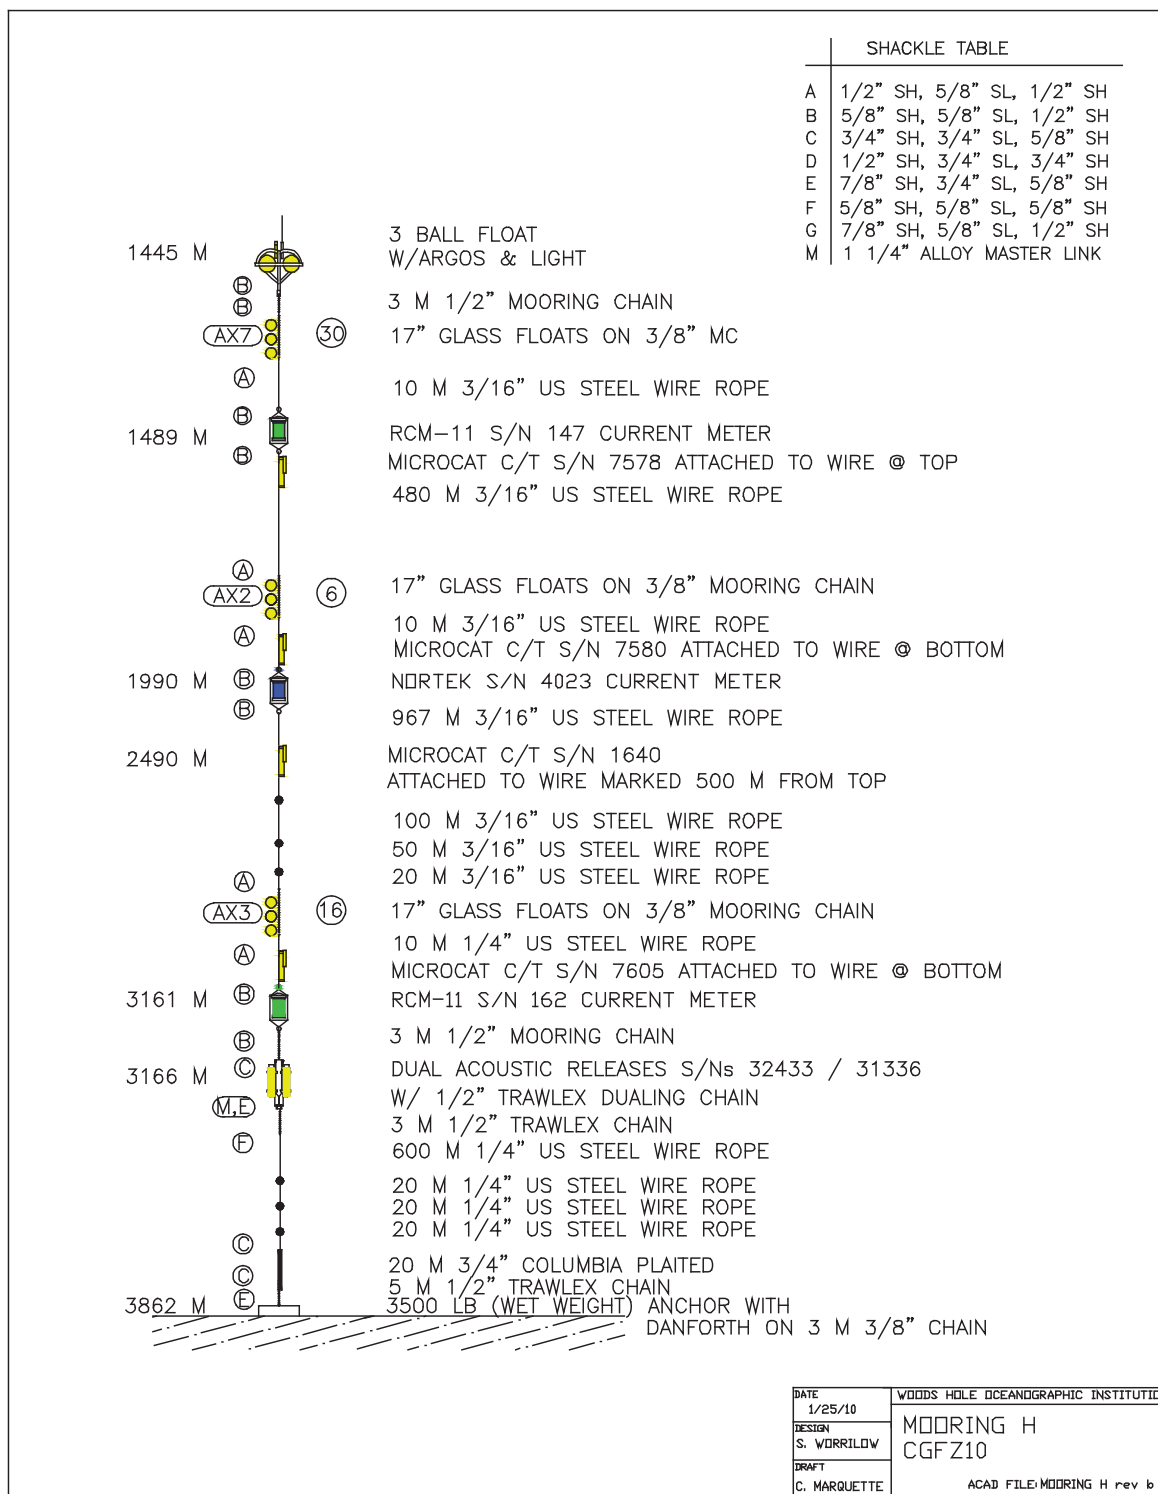 SHACKLE TABLE
A 1/2" SH, 5/8" SL, 1/2" SH
B 5/8" SH, 5/8" SL, 1/2" SH
C 3/4" SH, 3/4" SL, 5/8" SH
D 1/2" SH, 3/4" SL, 3/4" SH
E 7/8" SH, 3/4" SL, 5/8" SH
F 5/8" SH, 5/8" SL, 5/8" SH
G 7/8" SH, 5/8" SL, 1/2" SH
M 1 1/4" ALLOY MASTER LINK
1445 M 3 BALL FLOAT
W/ARGOS & LIGHT
B
B 3 M 1/2" MOORING CHAIN
AX7 30 17" GLASS FLOATS ON 3/8" MC
A 10 M 3/16" US STEEL WIRE ROPE
B
1489 M RCM-11 S/N 147 CURRENT METER
B MICROCAT C/T S/N 7578 ATTACHED TO WIRE @ TOP
480 M 3/16" US STEEL WIRE ROPE
A
AX2 6 17" GLASS FLOATS ON 3/8" MOORING CHAIN
10 M 3/16" US STEEL WIRE ROPE
A MICROCAT C/T S/N 7580 ATTACHED TO WIRE @ BOTTOM
1990 M B NORTEK S/N 4023 CURRENT METER
B 967 M 3/16" US STEEL WIRE ROPE
2490 M MICROCAT C/T S/N 1640
ATTACHED TO WIRE MARKED 500 M FROM TOP
100 M 3/16" US STEEL WIRE ROPE
50 M 3/16" US STEEL WIRE ROPE
20 M 3/16" US STEEL WIRE ROPE
A
AX3 16 17" GLASS FLOATS ON 3/8" MOORING CHAIN
10 M 1/4" US STEEL WIRE ROPE
A MICROCAT C/T S/N 7605 ATTACHED TO WIRE @ BOTTOM
3161 M B RCM-11 S/N 162 CURRENT METER
B 3 M 1/2" MOORING CHAIN
3166 M C DUAL ACOUSTIC RELEASES S/Ns 32433 / 31336
M,E W/ 1/2" TRAWLEX DUALING CHAIN
3 M 1/2" TRAWLEX CHAIN
F 600 M 1/4" US STEEL WIRE ROPE
20 M 1/4" US STEEL WIRE ROPE
20 M 1/4" US STEEL WIRE ROPE
20 M 1/4" US STEEL WIRE ROPE
C
20 M 3/4" COLUMBIA PLAITED
C 5 M 1/2" TRAWLEX CHAIN
3862 M E 3500 LB (WET WEIGHT) ANCHOR WITH
DANFORTH ON 3 M 3/8" CHAIN
DATE
1/25/10
DESIGN
S. WORRILOW
DRAFT
C. MARQUETTE
WOODS HOLE OCEANOGRAPHIC INSTITUTIO
MOORING H
CGFZ10
ACAD FILE:MOORING H rev b